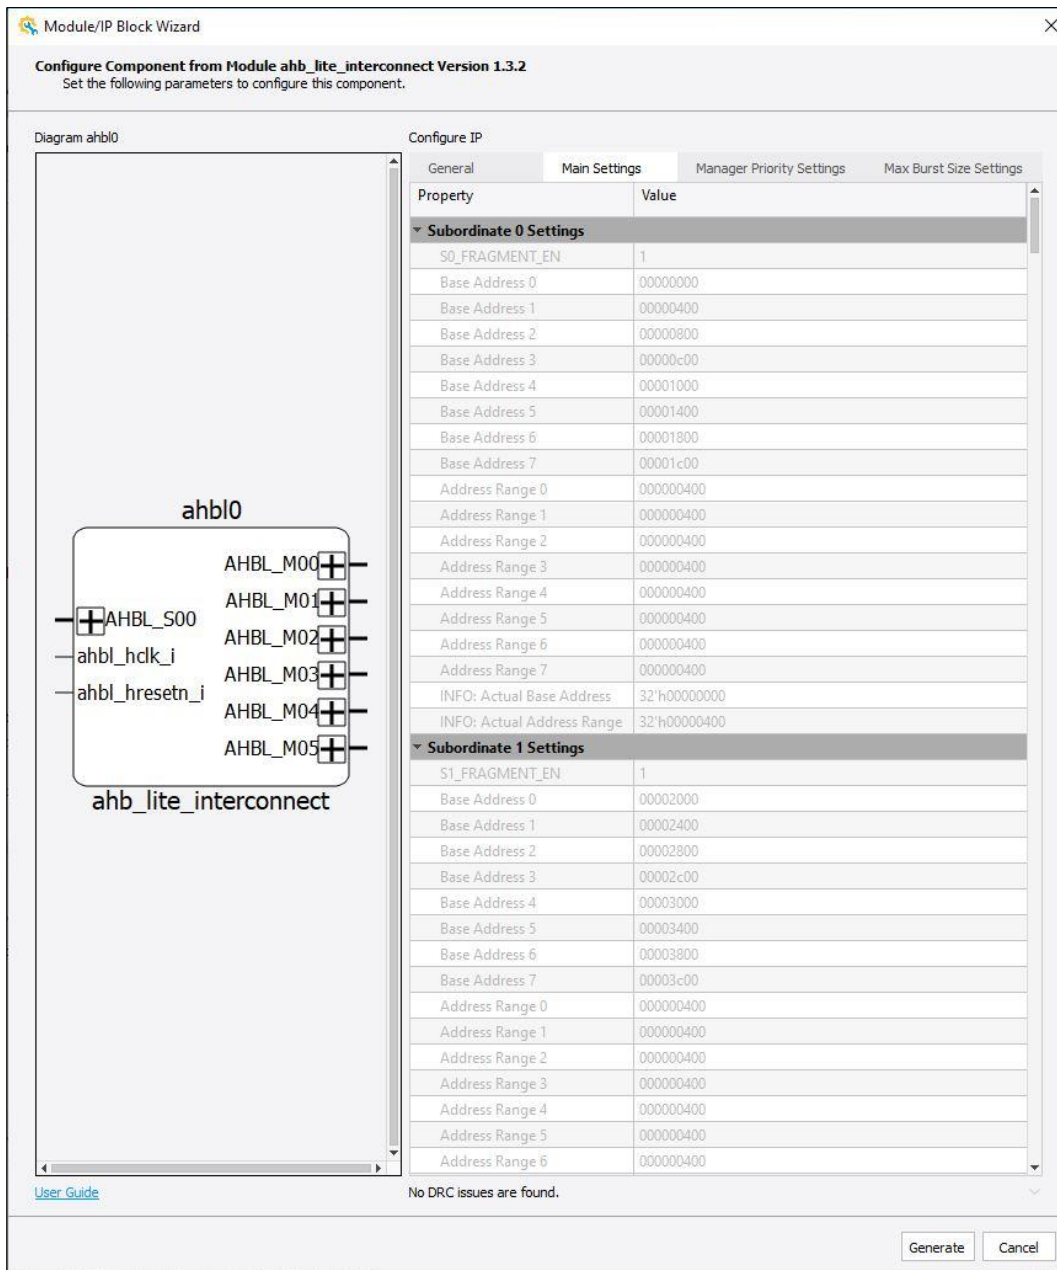 Module/IP Block Wizard
Configure Component from Module ahb_lite_interconnect Version 1.3.2
Set the following parameters to configure this component.
Diagram ahbl0
ahbl0
AHBL_M00
AHBL_M01
AHBL_S00
AHBL_M02
ahbl_hclk_i
AHBL_M03
ahbl_hresetn_i
AHBL_M04
AHBL_M05
ahb_lite_interconnect
User Guide
Configure IP
General Main Settings Manager Priority Settings Max Burst Size Settings
Property Value
Subordinate 0 Settings
S0_FRAGMENT_EN 1
Base Address 0 00000000
Base Address 1 00000400
Base Address 2 00000800
Base Address 3 00000c00
Base Address 4 00001000
Base Address 5 00001400
Base Address 6 00001800
Base Address 7 00001c00
Address Range 0 000000400
Address Range 1 000000400
Address Range 2 000000400
Address Range 3 000000400
Address Range 4 000000400
Address Range 5 000000400
Address Range 6 000000400
Address Range 7 000000400
INFO: Actual Base Address 32'h00000000
INFO: Actual Address Range 32'h00000400
Subordinate 1 Settings
S1_FRAGMENT_EN 1
Base Address 0 00002000
Base Address 1 00002400
Base Address 2 00002800
Base Address 3 00002c00
Base Address 4 00003000
Base Address 5 00003400
Base Address 6 00003800
Base Address 7 00003c00
Address Range 0 000000400
Address Range 1 000000400
Address Range 2 000000400
Address Range 3 000000400
Address Range 4 000000400
Address Range 5 000000400
Address Range 6 000000400
No DRC issues are found.
Generate Cancel